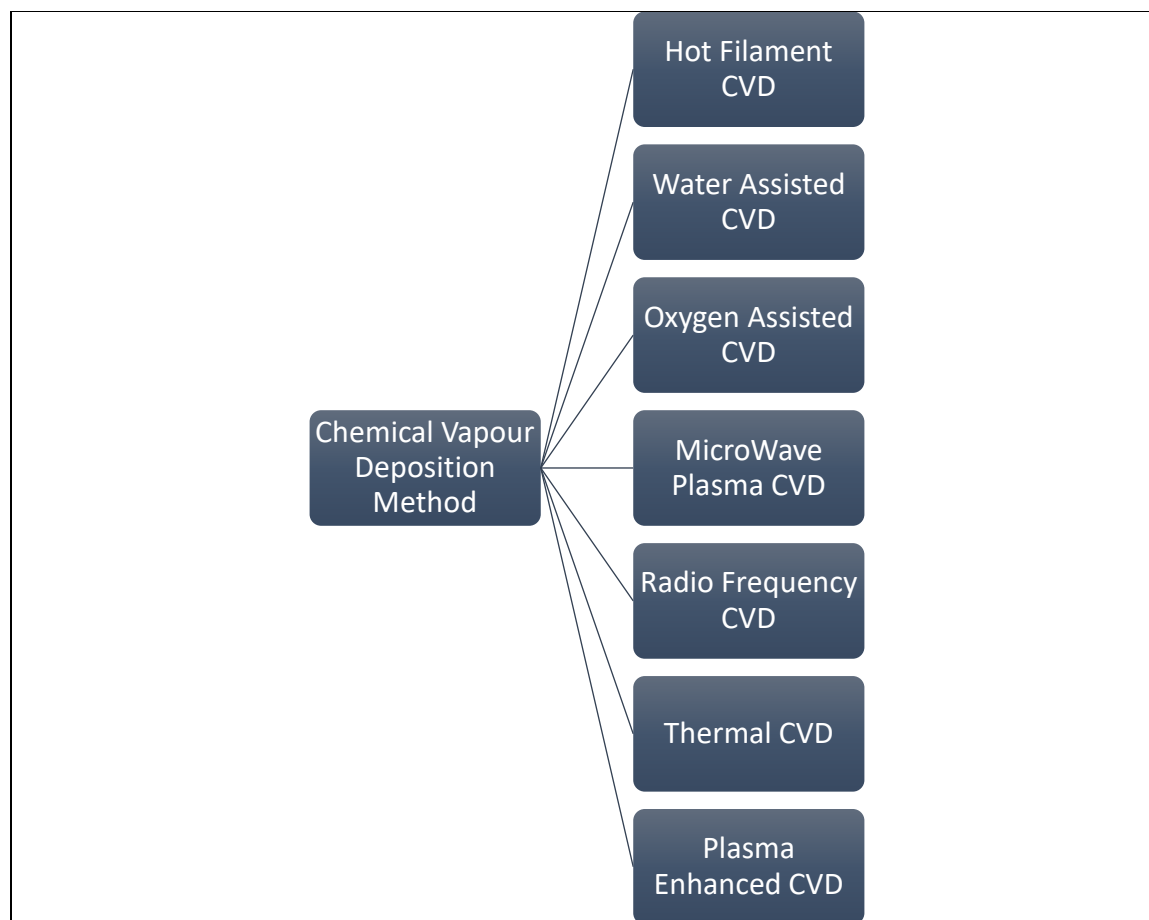 Hot Filament
CVD
Water Assisted
CVD
Oxygen Assisted
CVD
Chemical Vapour
Deposition
Method
MicroWave
Plasma CVD
Radio Frequency
CVD
Thermal CVD
Plasma
Enhanced CVD